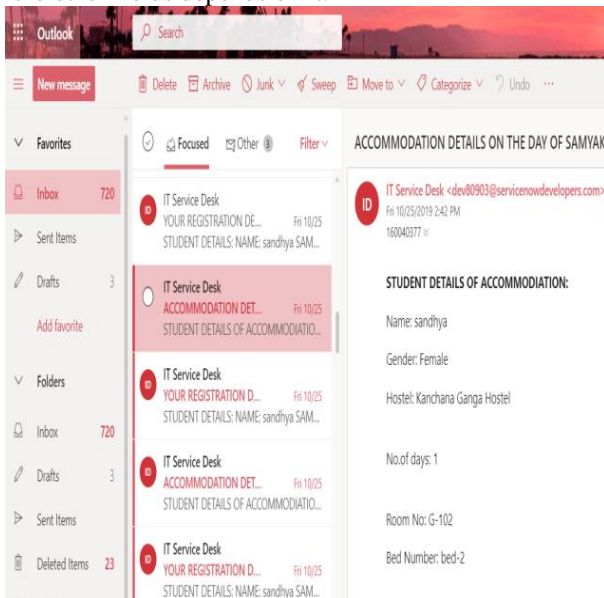 Outlook
Search
New message
Delete Archive Junk Sweep Move to Categorize Undo ...
Favorites
Inbox 720
Sent Items
Drafts 3
Add favorite
Folders
Inbox 720
Drafts 3
Sent Items
Deleted Items 23
Focused Other 3 Filter
ID
IT Service Desk
YOUR REGISTRATION DE... Fri 10/25
STUDENT DETAILS: NAME: sandhya SAM...
IT Service Desk
ACCOMMODATION DET... Fri 10/25
STUDENT DETAILS OF ACCOMMODIATIO...
ID
IT Service Desk
YOUR REGISTRATION D... Fri 10/25
STUDENT DETAILS: NAME: sandhya SAM...
ID
IT Service Desk
ACCOMMODATION DET... Fri 10/25
STUDENT DETAILS OF ACCOMMODIATIO...
ID
IT Service Desk
YOUR REGISTRATION D... Fri 10/25
STUDENT DETAILS: NAME: sandhya SAM...
ACCOMMODATION DETAILS ON THE DAY OF SAMYAK
ID
IT Service Desk <dev80903@servicenowdevelopers.com>
Fri 10/25/2019 2:42 PM
160040377
STUDENT DETAILS OF ACCOMMODIATION:
Name: sandhya
Gender: Female
Hostel: Kanchana Ganga Hostel
No.of days: 1
Room No: G-102
Bed Number: bed-2